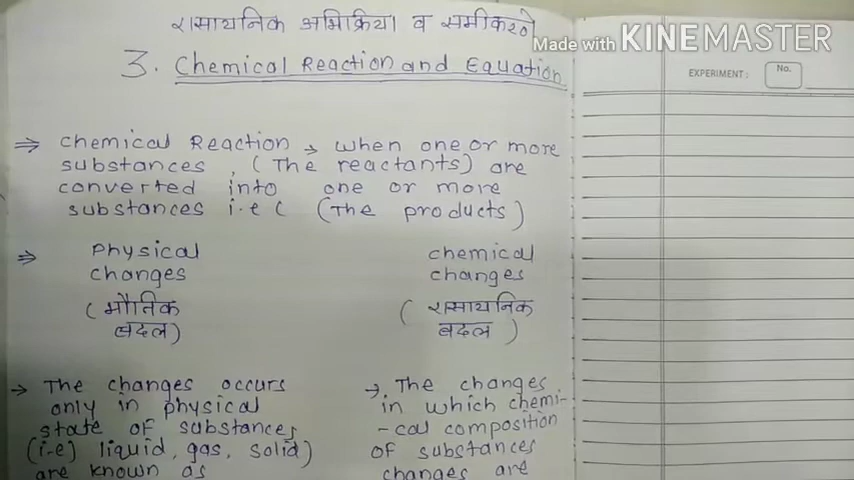 रासायनिक अभिक्रिया व समीकरणे
Made with KINEMASTER
3. Chemical Reaction and Equation
EXPERIMENT :
No.
⇒ Chemical Reaction → when one or more
substances, (The reactants) are
converted into one or more
substances i.e ( (The products)
⇒ Physical
changes
(भौतिक
बदल)
chemical
changes
(रासायनिक
बदल)
→ The changes occurs
only in physical
state of substances
(i-e) liquid, gas, solid)
are known as
→ The changes
in which chemi-
-cal composition
of substances
changes are